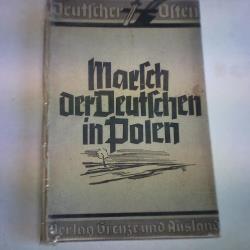 Deutscher Osten
Marsch
der Deutschen
in Polen
Verlag Grenze und Ausland